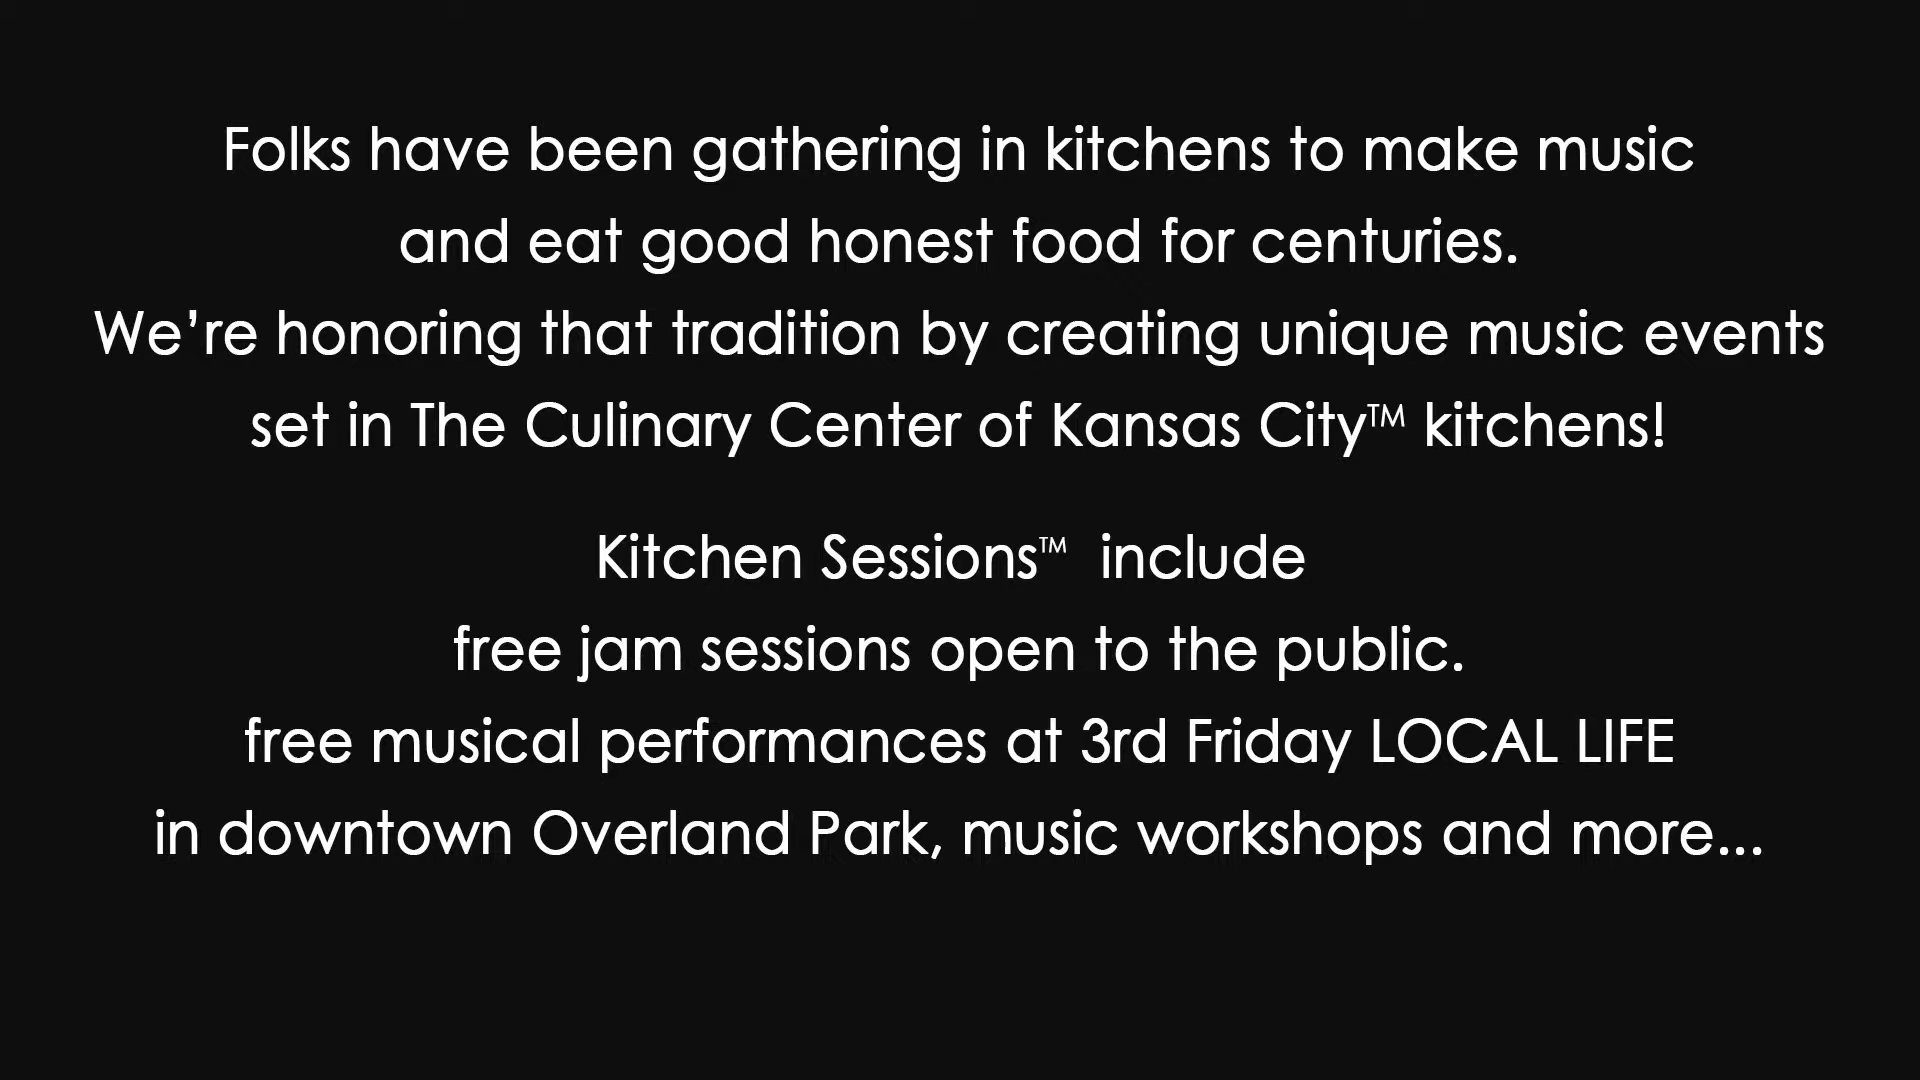 Folks have been gathering in kitchens to make music
and eat good honest food for centuries.
We’re honoring that tradition by creating unique music events
set in The Culinary Center of Kansas City™ kitchens!
Kitchen Sessions™ include
free jam sessions open to the public.
free musical performances at 3rd Friday LOCAL LIFE
in downtown Overland Park, music workshops and more...